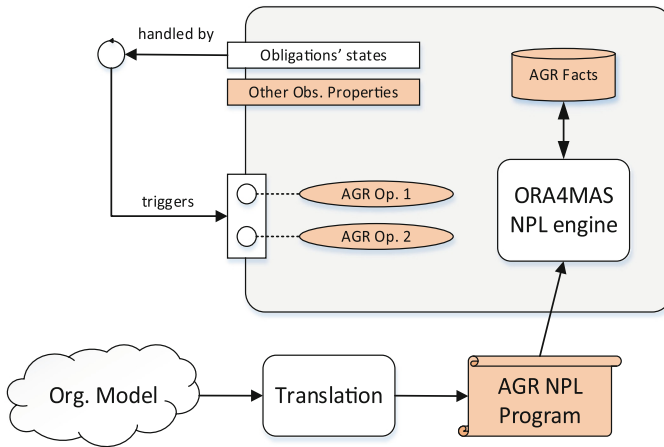 handled by
Obligations' states
Other Obs. Properties
AGR Facts
triggers
AGR Op. 1
AGR Op. 2
ORA4MAS
NPL engine
Org. Model
Translation
AGR NPL
Program